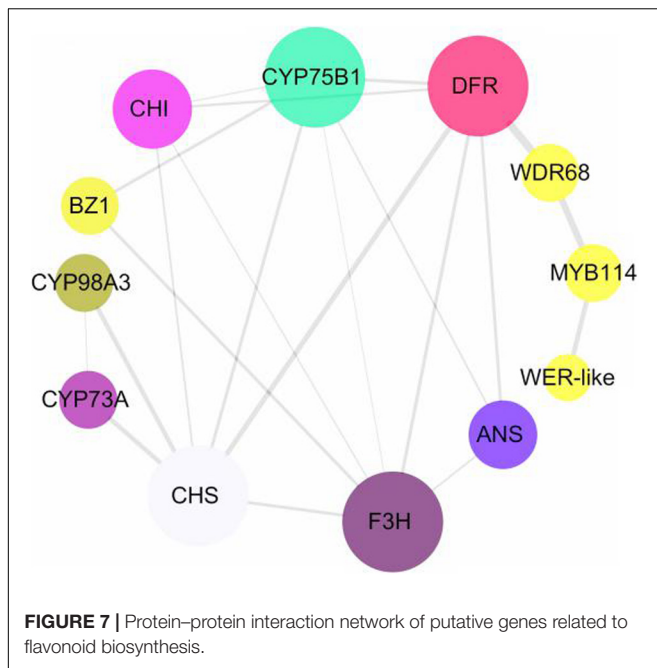 CYP75B1
DFR
CHI
WDR68
BZ1
MYB114
CYP98A3
WER-like
CYP73A
ANS
CHS
F3H
FIGURE 7 | Protein–protein interaction network of putative genes related to
flavonoid biosynthesis.